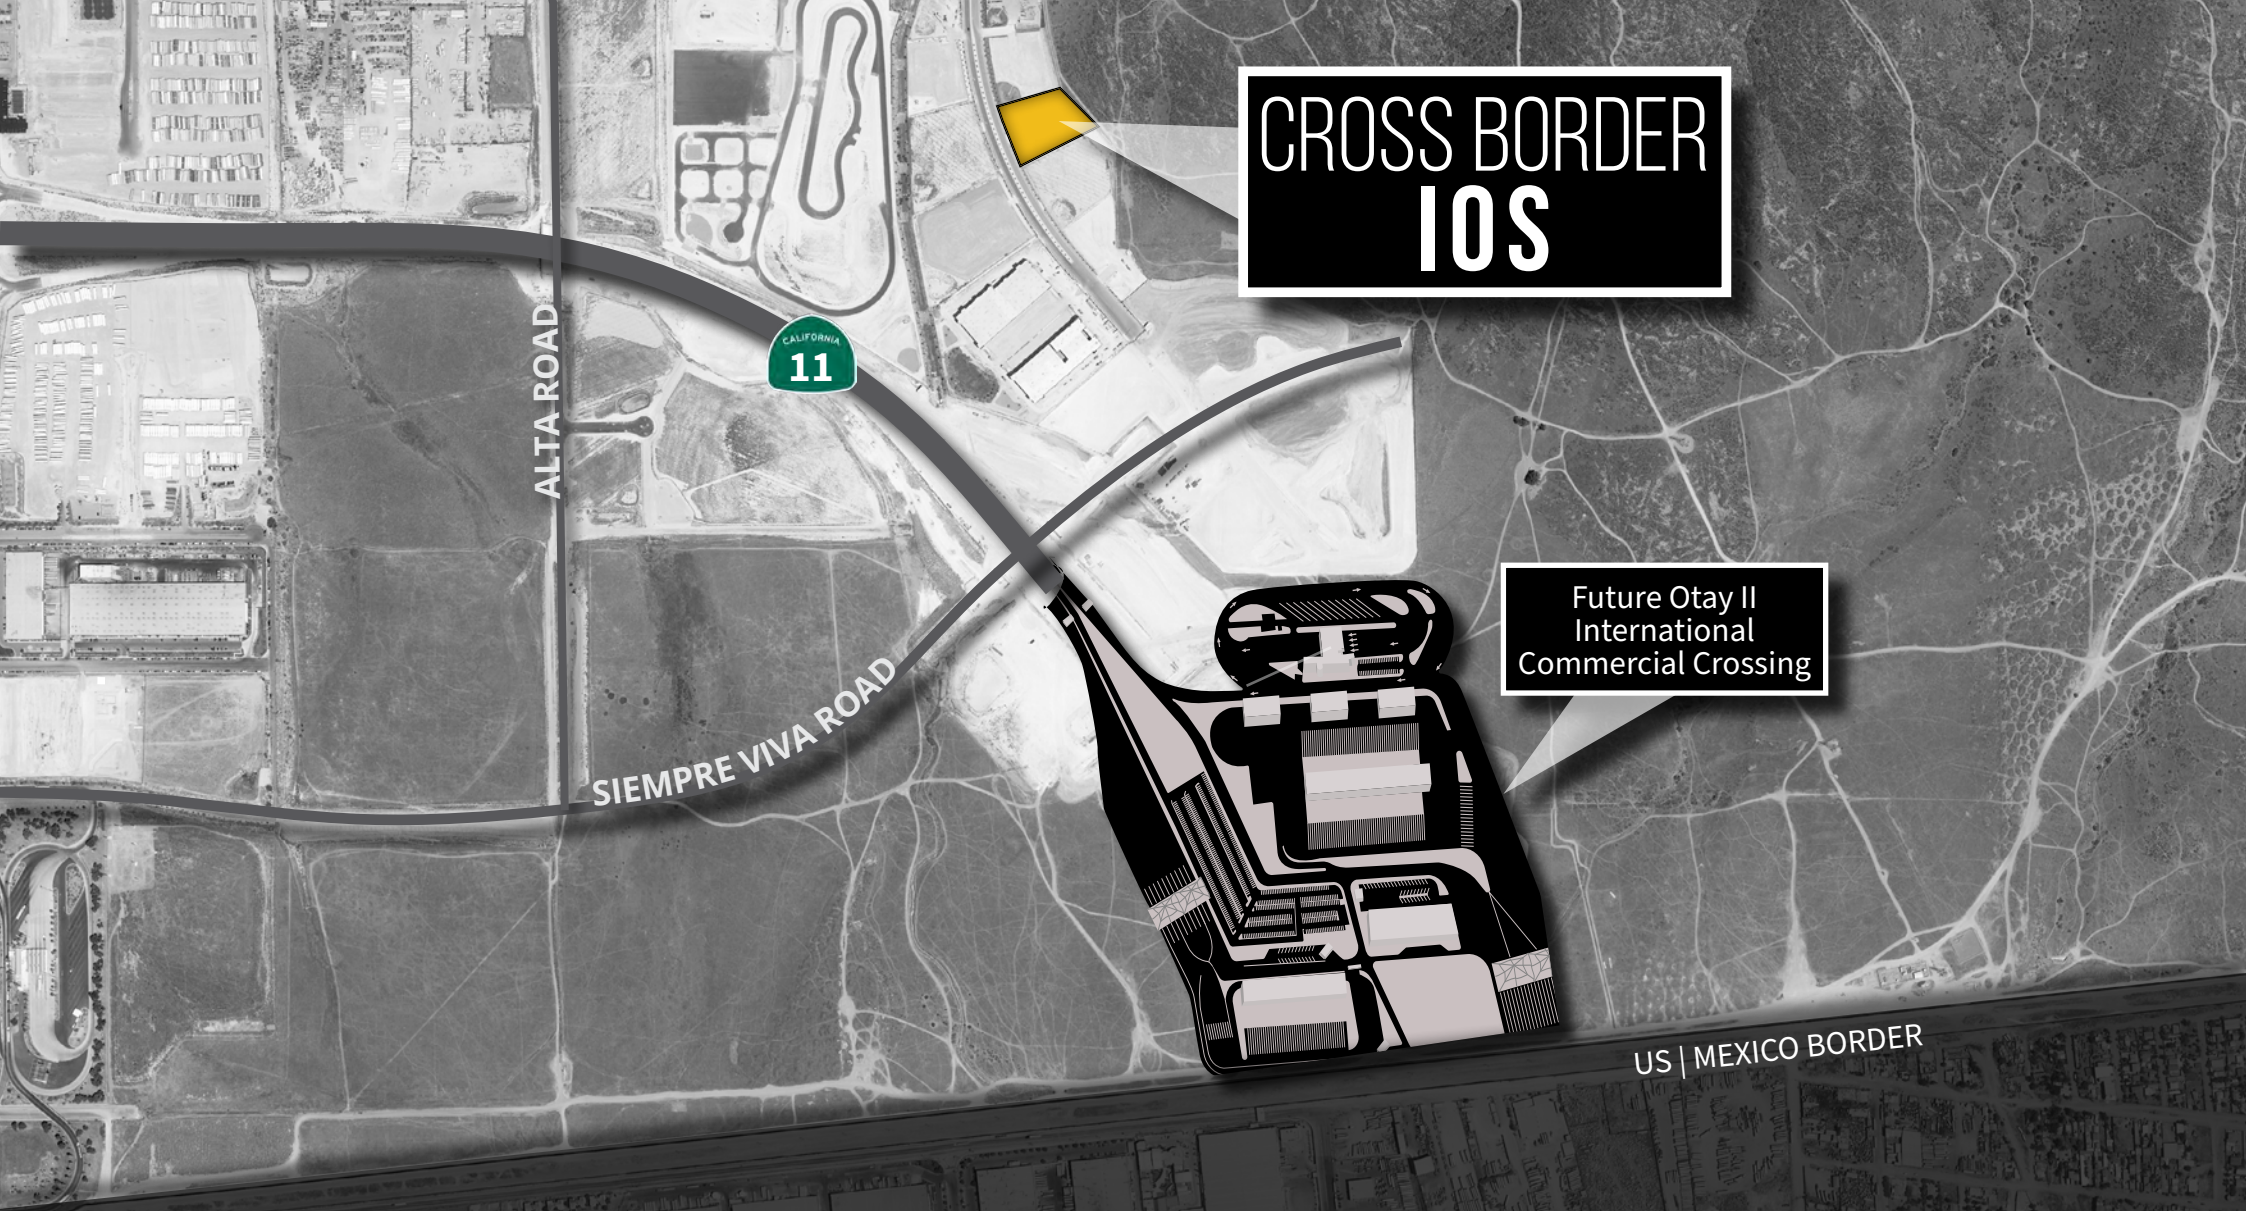 CROSS BORDER
IOS
CALIFORNIA
11
ALTA ROAD
SIEMPRE VIVA ROAD
Future Otay II
International
Commercial Crossing
US | MEXICO BORDER